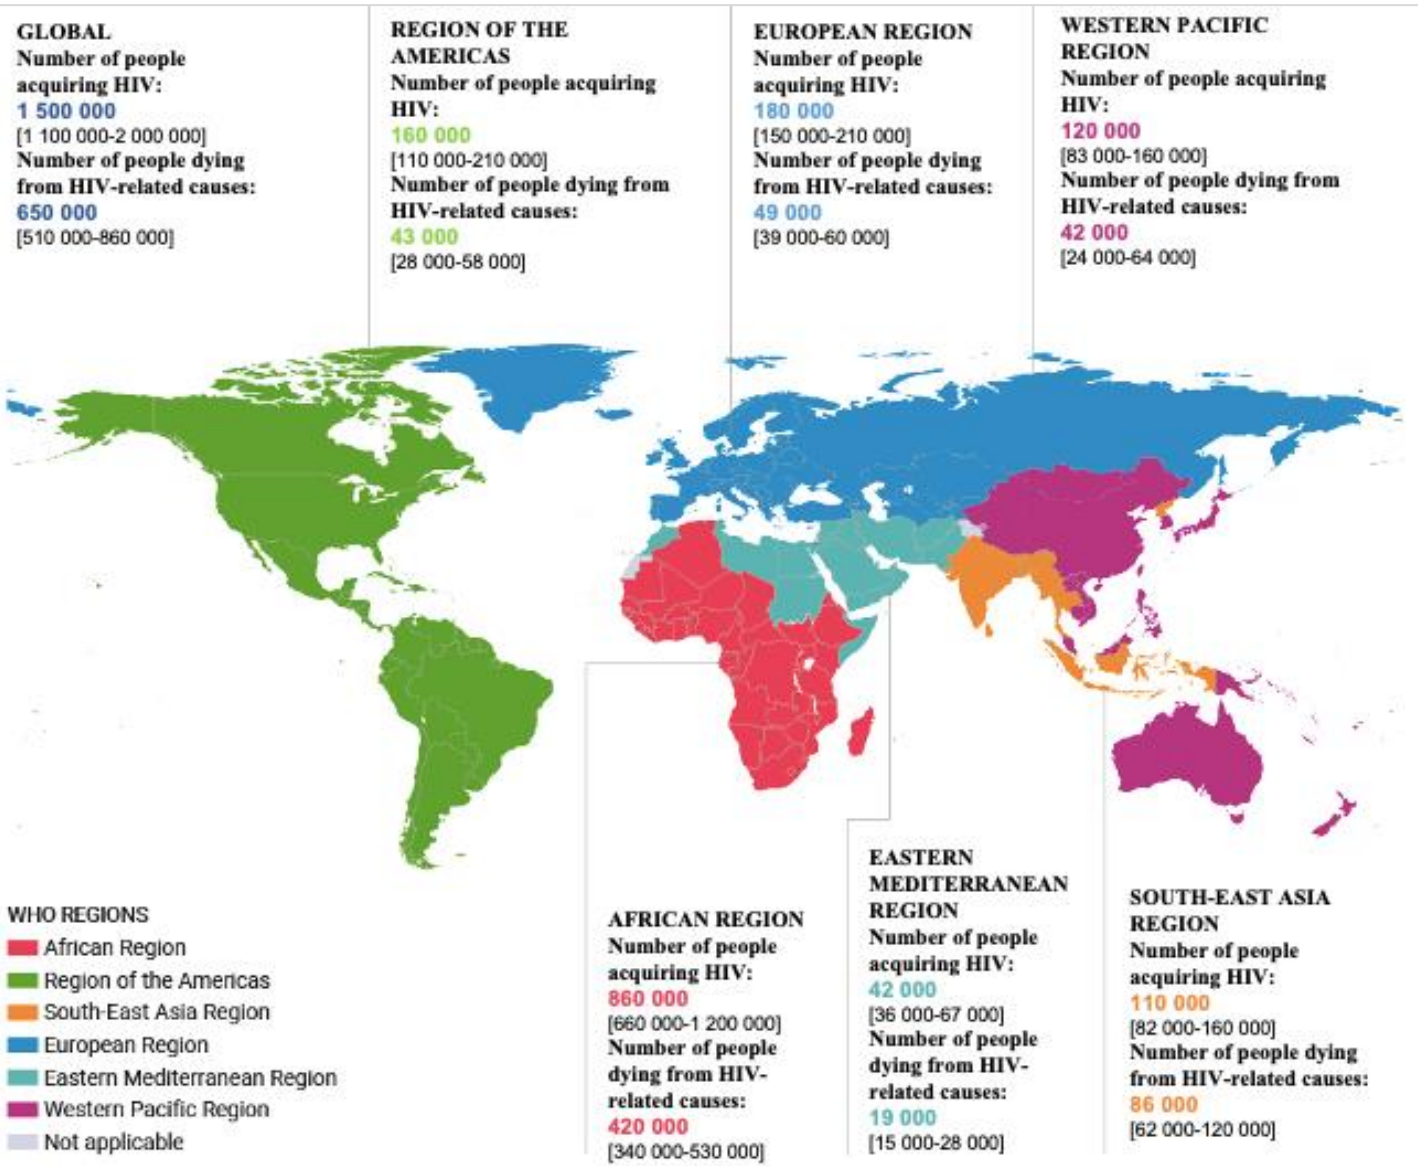 GLOBAL
Number of people
acquiring HIV:
1 500 000
[1 100 000-2 000 000]
Number of people dying
from HIV-related causes:
650 000
[510 000-860 000]
REGION OF THE
AMERICAS
Number of people acquiring
HIV:
160 000
[110 000-210 000]
Number of people dying from
HIV-related causes:
43 000
[28 000-58 000]
EUROPEAN REGION
Number of people
acquiring HIV:
180 000
[150 000-210 000]
Number of people dying
from HIV-related causes:
49 000
[39 000-60 000]
WESTERN PACIFIC
REGION
Number of people acquiring
HIV:
120 000
[83 000-160 000]
Number of people dying from
HIV-related causes:
42 000
[24 000-64 000]
WHO REGIONS
African Region
Region of the Americas
South-East Asia Region
European Region
Eastern Mediterranean Region
Western Pacific Region
Not applicable
AFRICAN REGION
Number of people
acquiring HIV:
860 000
[660 000-1 200 000]
Number of people
dying from HIV-
related causes:
420 000
[340 000-530 000]
EASTERN
MEDITERRANEAN
REGION
Number of people
acquiring HIV:
42 000
[36 000-67 000]
Number of people
dying from HIV-
related causes:
19 000
[15 000-28 000]
SOUTH-EAST ASIA
REGION
Number of people
acquiring HIV:
110 000
[82 000-160 000]
Number of people dying
from HIV-related causes:
86 000
[62 000-120 000]